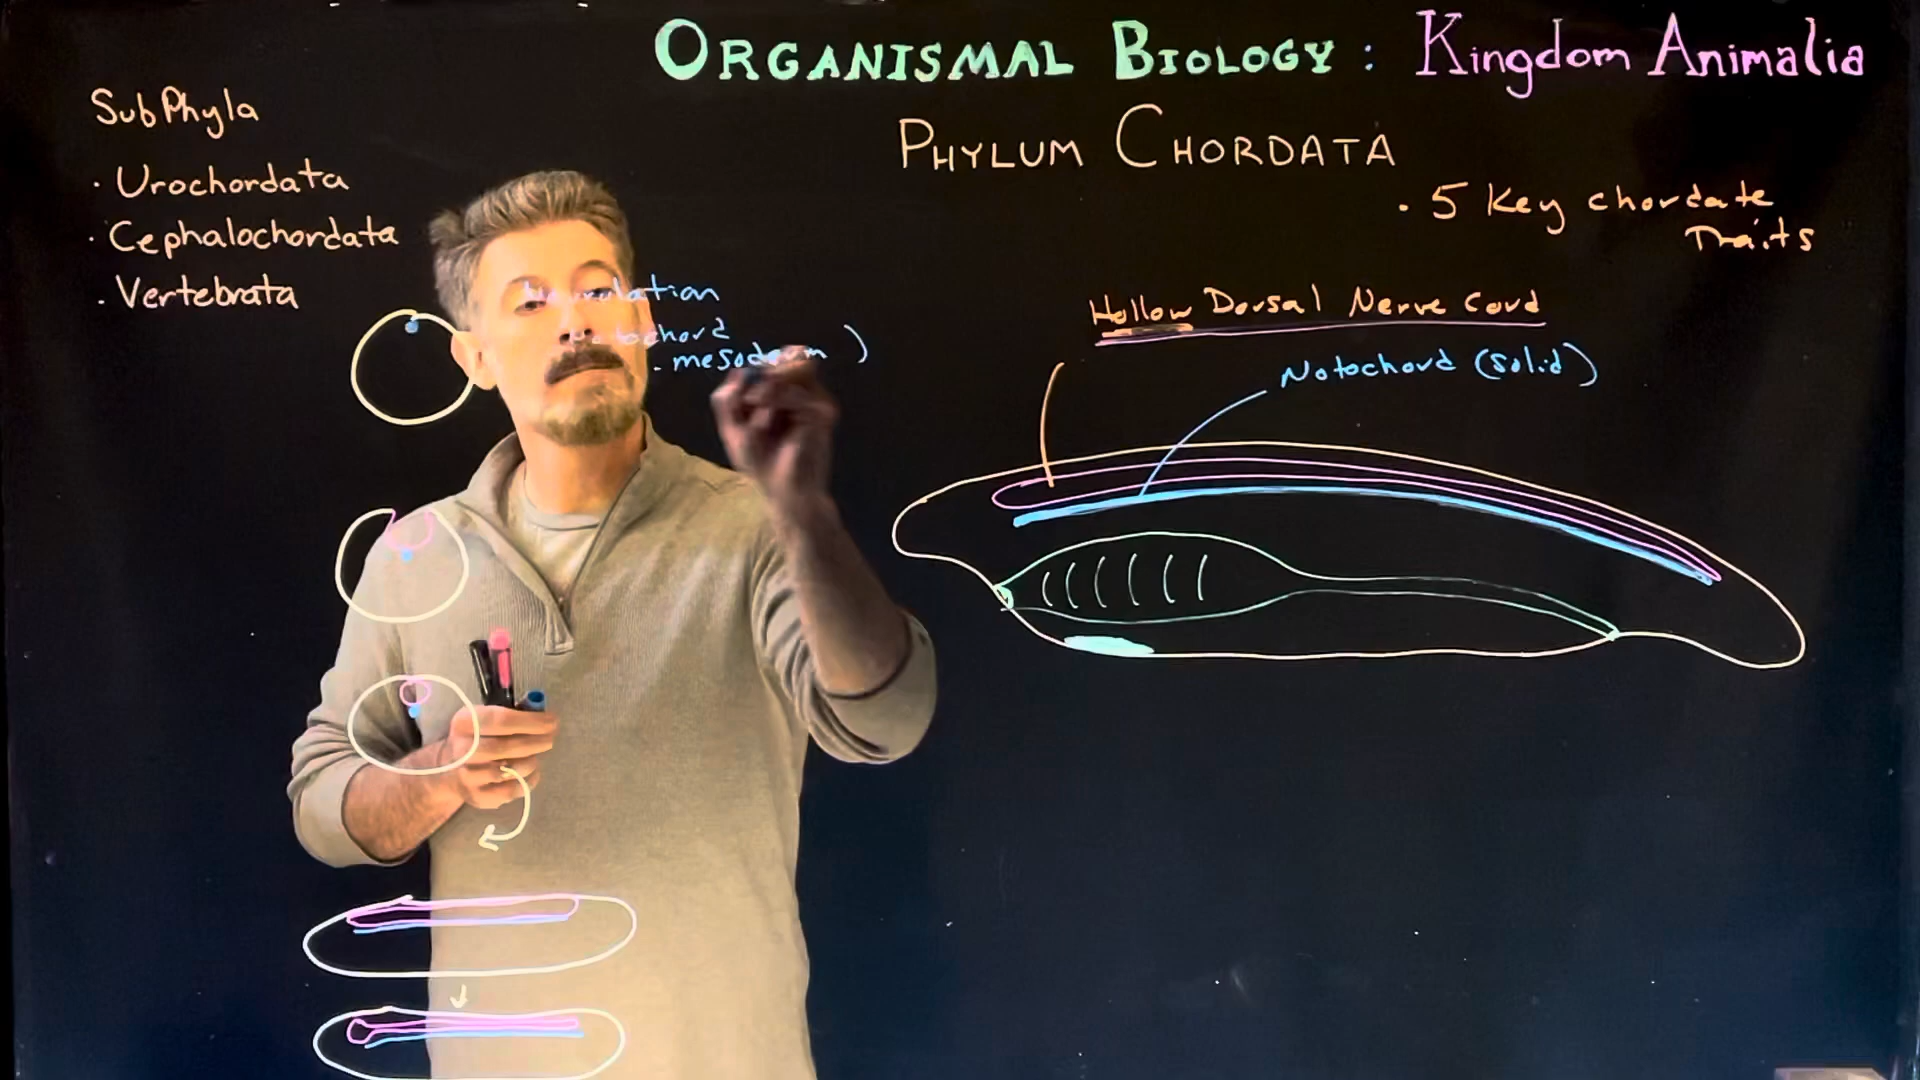 ORGANISMAL BIOLOGY: Kingdom Animalia
PHYLUM CHORDATA
SubPhyla
· Urochordata
· Cephalochordata
· Vertebrata
· 5 Key chordate
Traits
Hollow Dorsal Nerve Cord
Notochord (solid)
. mesoderm )